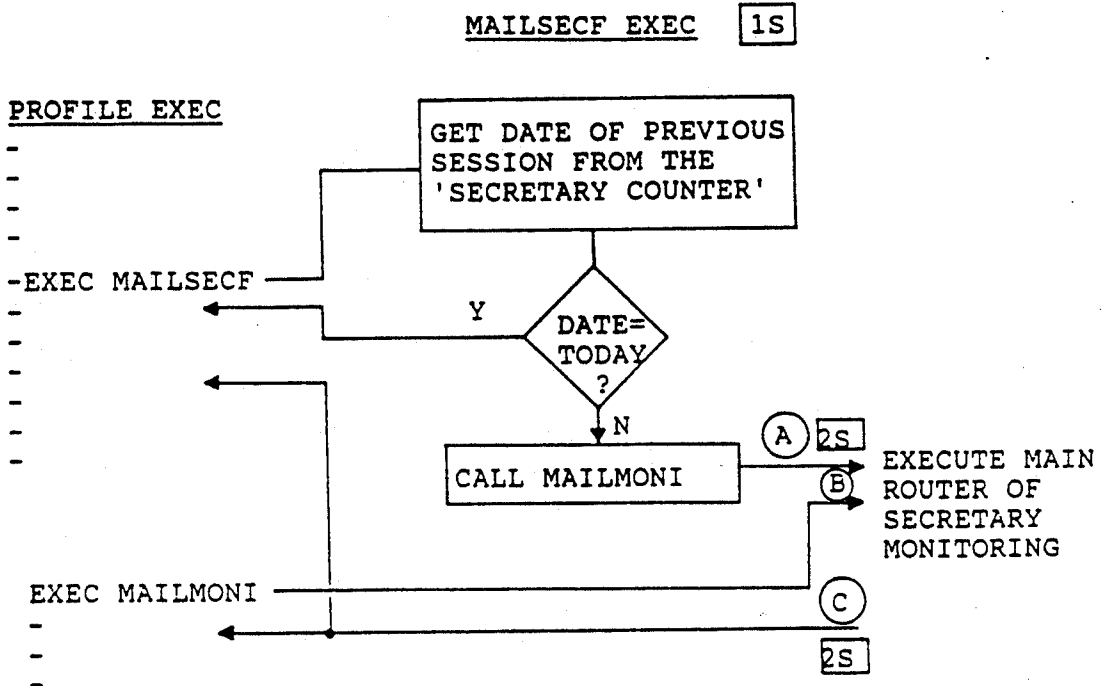 MAILSECF EXEC 1S
PROFILE EXEC
GET DATE OF PREVIOUS
SESSION FROM THE
'SECRETARY COUNTER'
-
-
-
-
-EXEC MAILSECF
-
-
-
-
-
-
Y
DATE=
TODAY
?
N
CALL MAILMONI
A 2S
B
EXECUTE MAIN
ROUTER OF
SECRETARY
MONITORING
EXEC MAILMONI
-
-
-
C
2S